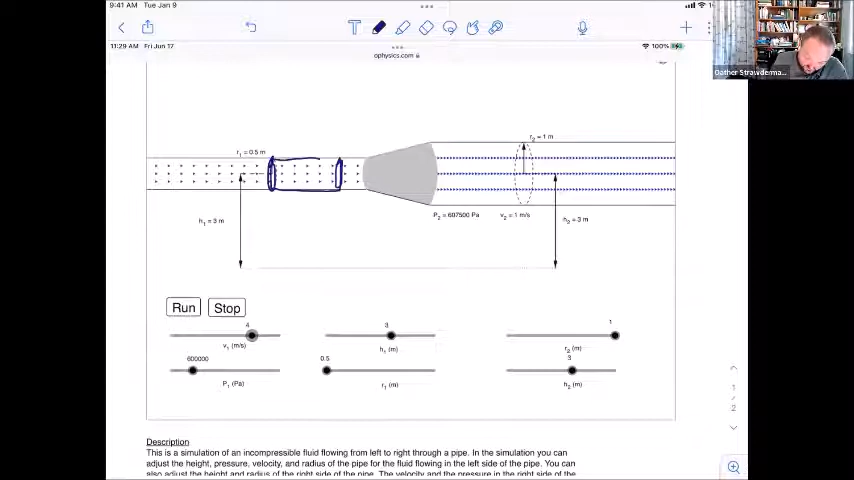 9:41 AM Tue Jan 9
11:29 AM Fri Jun 17
100%
ophysics.com
Oather Strawderma...
r₂ = 1 m
r₁ = 0.5 m
P₂ = 607500 Pa
v₂ = 1 m/s
h₁ = 3 m
h₂ = 3 m
Run
Stop
4
v₁ (m/s)
3
h₁ (m)
1
r₂ (m)
600000
P₁ (Pa)
0.5
r₁ (m)
3
h₂ (m)
1
/
2
Description
This is a simulation of an incompressible fluid flowing from left to right through a pipe. In the simulation you can
adjust the height, pressure, velocity, and radius of the pipe for the fluid flowing in the left side of the pipe. You can
also adjust the height and radius of the right side of the pipe. The velocity and the pressure in the right side of the